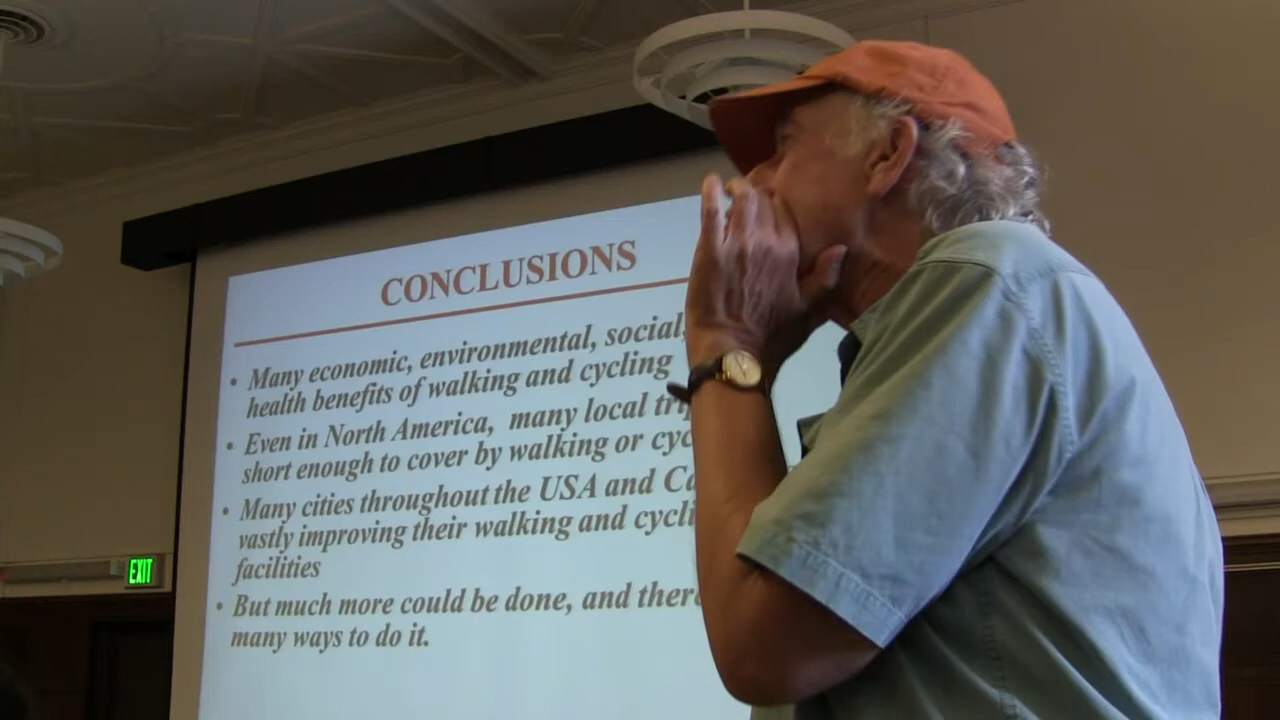 CONCLUSIONS
• Many economic, environmental, social,
health benefits of walking and cycling
• Even in North America, many local
short enough to cover by walking or
• Many cities throughout the USA and
vastly improving their walking and
facilities
• But much more could be done, and
many ways to do it.
EXIT